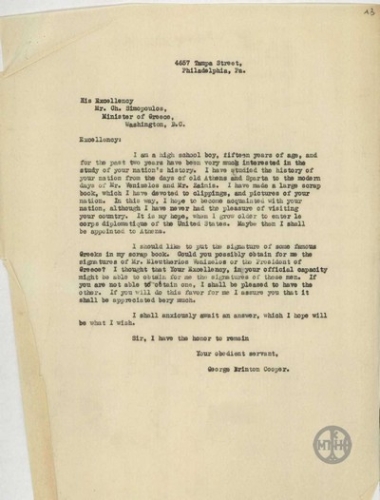 4487 Tampa Street,
Philadelphia, Pa.
His Excellency
Mr. Ch. Simopoulos,
Minister of Greece,
Washington, D.C.
Excellency:
I am a high school boy, fifteen years of age, and
for the past two years have been very much interested in the
study of your nation's history. I have studied the history of
your nation from the days of old Athens and Sparta to the modern
days of Mr. Venizelos and Mr. Zaimis. I have made a large scrap
book, which I have devoted to clippings, and pictures of your
nation. In this way, I hope to become acquainted with your
nation, although I have never had the pleasure of visiting
your country. It is my hope, when I grow older to enter le
corps diplomatiqne of the United States. Maybe than I shall
be appointed to Athens.
I should like to put the signature of some famous
Greeks in my scrap book. Could you possibly obtain for me the
signatures of Mr. Eleutherios Venizelos or the President of
Greece? I thought that Your Excellency, in your official capacity
might be able to obtain for me the signatures of these men. If
you are not able to obtain one, I shall be pleased to have the
other. If you will do this favor for me I assure you that it
shall be appreciated very much.
I shall anxiously await an answer, which I hope will
be what I wish.
Sir, I have the honor to remain
Your obedient servant,
George Brinton Cooper.